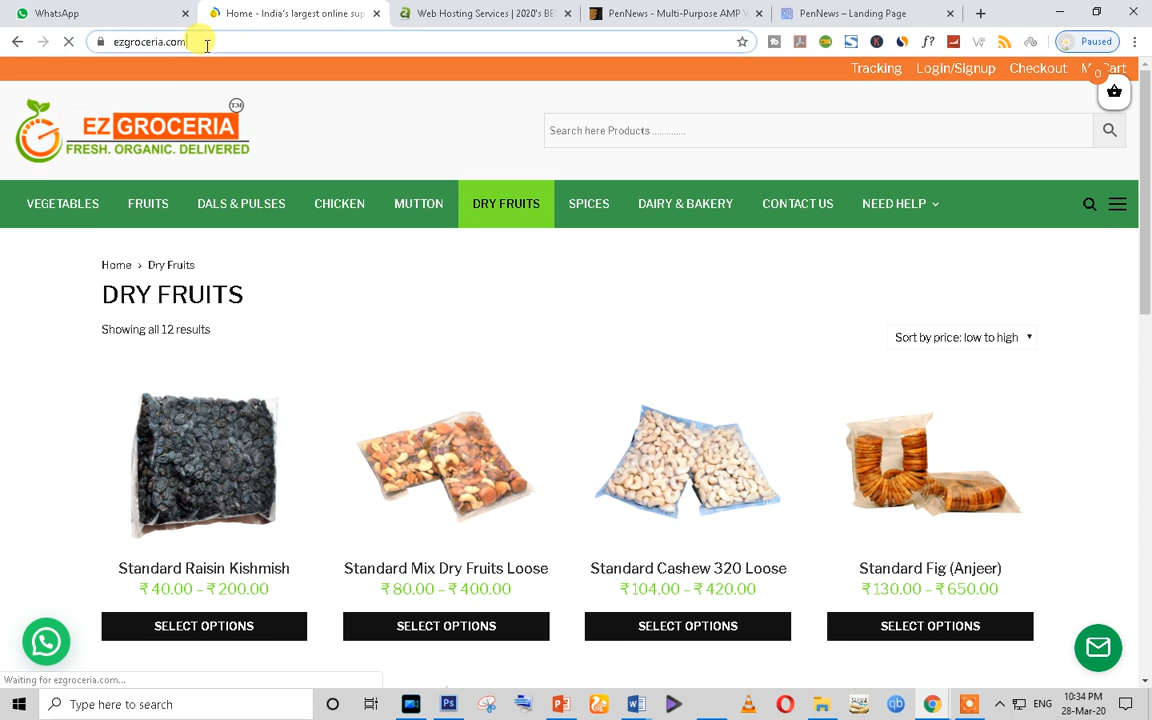 WhatsApp
Home - India's largest online sup
Web Hosting Services | 2020's BES
PenNews - Multi-Purpose AMP W
PenNews – Landing Page
ezgroceria.com
Paused
Tracking Login/Signup Checkout
0
EZ GROCERIA
TM
FRESH. ORGANIC. DELIVERED
Search here Products .............
VEGETABLES FRUITS DALS & PULSES CHICKEN MUTTON DRY FRUITS SPICES DAIRY & BAKERY CONTACT US NEED HELP
Home › Dry Fruits
DRY FRUITS
Showing all 12 results
Sort by price: low to high
Standard Raisin Kishmish
₹ 40.00 – ₹ 200.00
SELECT OPTIONS
Standard Mix Dry Fruits Loose
₹ 80.00 – ₹ 400.00
SELECT OPTIONS
Standard Cashew 320 Loose
₹ 104.00 – ₹ 420.00
SELECT OPTIONS
Standard Fig (Anjeer)
₹ 130.00 – ₹ 650.00
SELECT OPTIONS
Waiting for ezgroceria.com...
Type here to search
ENG
10:34 PM
28-Mar-20